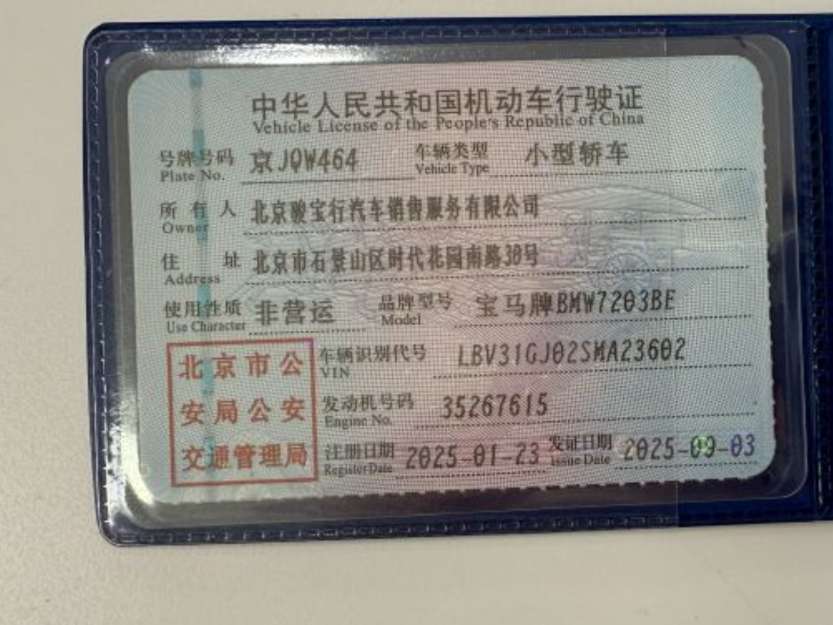 中华人民共和国机动车行驶证
Vehicle License of the People's Republic of China
号牌号码 京JQW464 车辆类型 小型轿车
Plate No. Vehicle Type
所有人 北京骏宝行汽车销售服务有限公司
Owner
住址 北京市石景山区时代花园南路30号
Address
使用性质 非营运 品牌型号 宝马牌BMW7203BE
Use Character Model
北京市公 车辆识别代号 LBV31GJ02SMA23602
VIN
安局公安 发动机号码 35267615
Engine No.
交通管理局 注册日期 2025-01-23 发证日期 2025-09-03
Register Date Issue Date